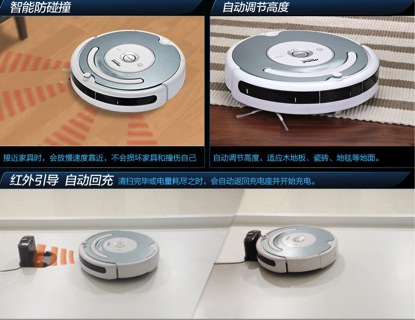 智能防碰撞
自动调节高度
接近家具时，会放慢速度靠近，不会损坏家具和撞伤自己
自动调节高度，适应木地板、瓷砖、地毯等地面。
红外引导 自动回充 清扫完毕或电量耗尽之时，会自动返回充电座并开始充电。